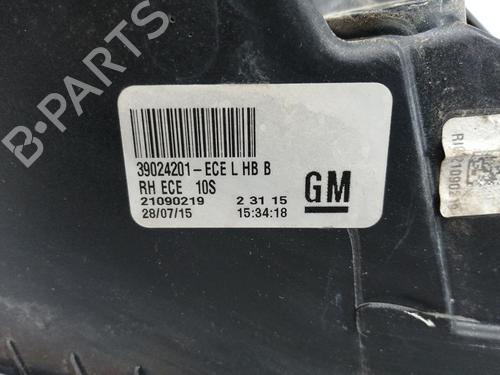 39024201-ECE L HB B
RH ECE 10S
21090219 2 31 15
28/07/15 15:34:18
GM
B-PARTS